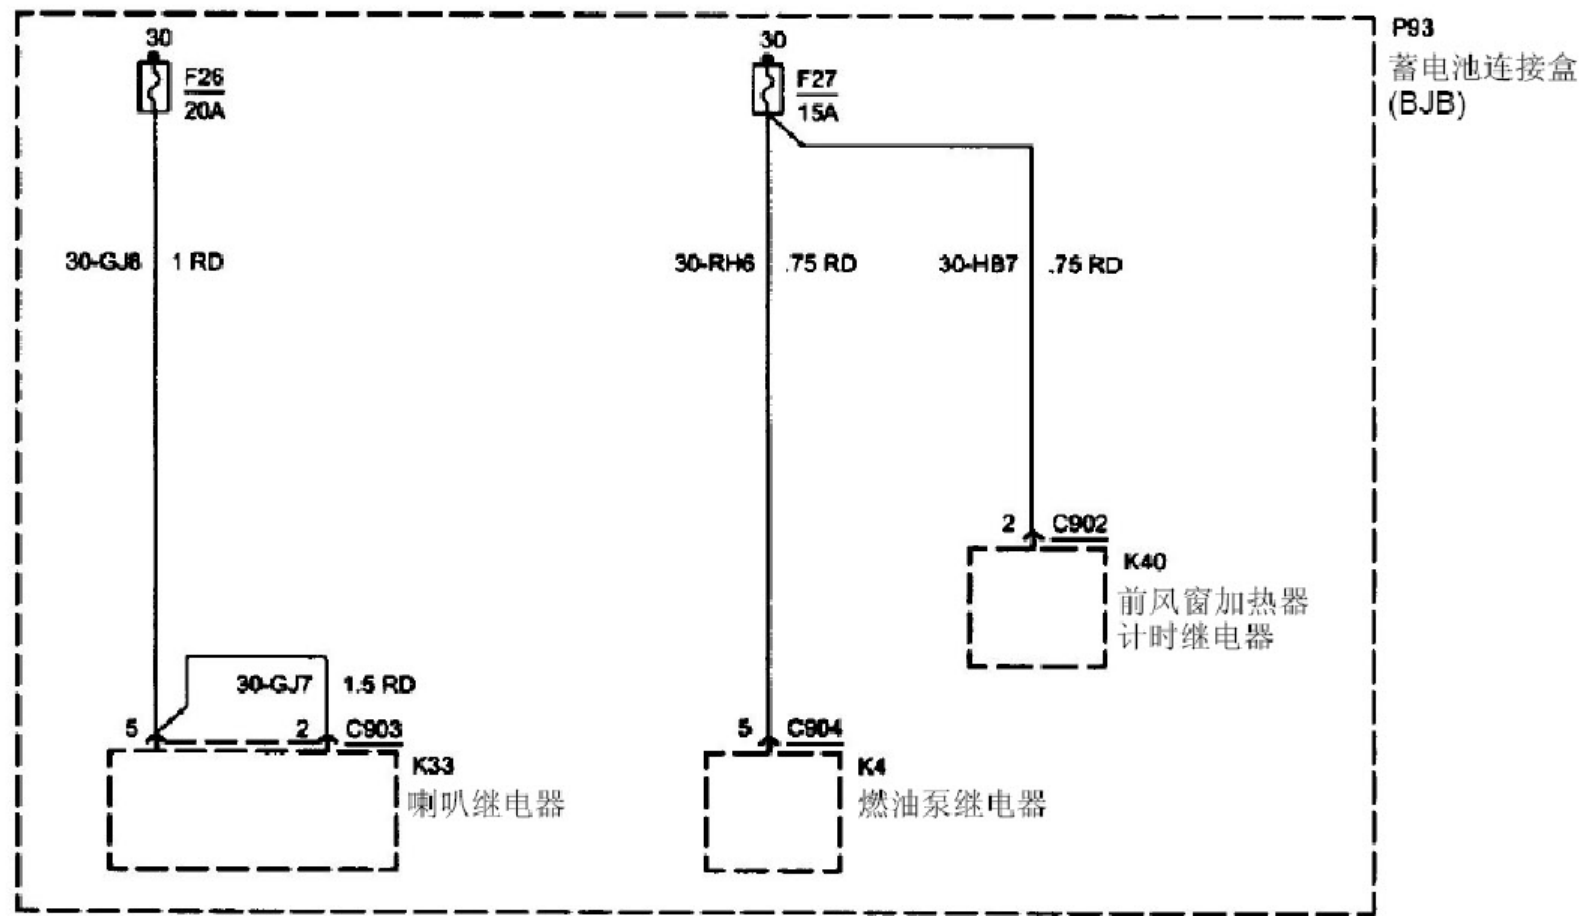 30
F26
20A
30
F27
15A
P93
蓄电池连接盒
(BJB)
30-GJ6 1 RD
30-RH6 .75 RD
30-HB7 .75 RD
2 C902
K40
前风窗加热器
计时继电器
30-GJ7 1.5 RD
5 2 C903
K33
喇叭继电器
5 C904
K4
燃油泵继电器